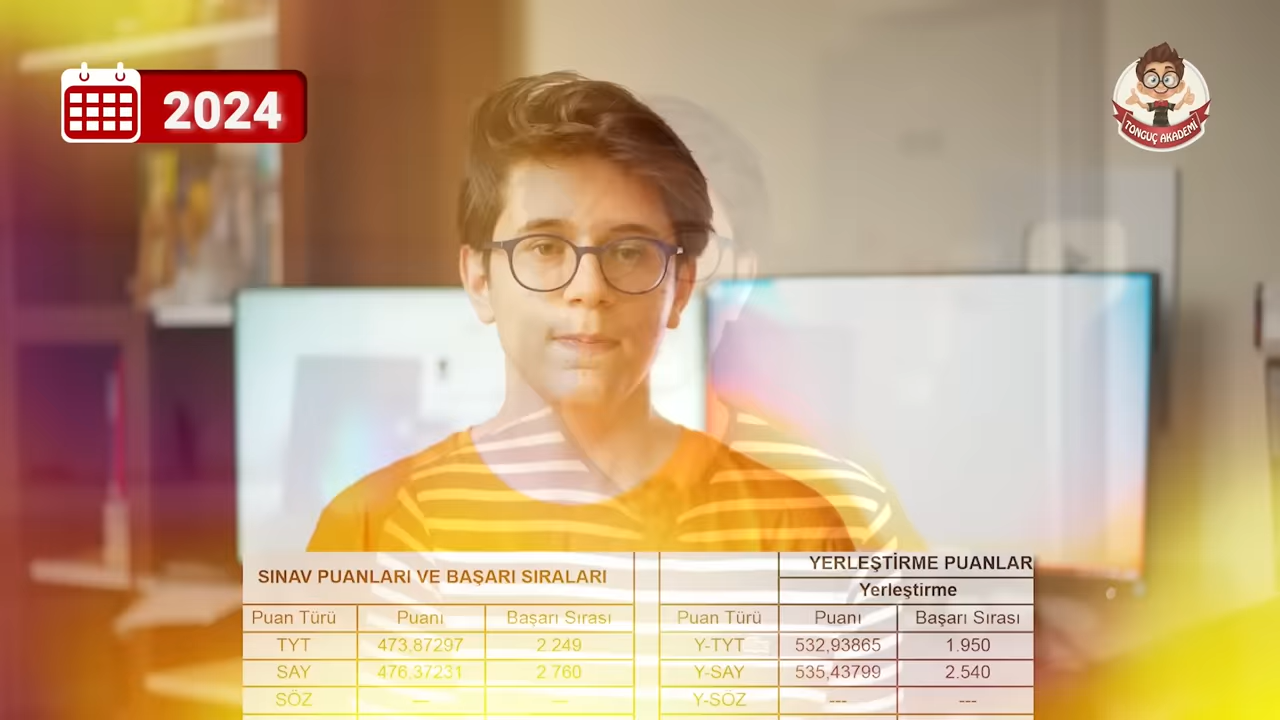 2024
TONGUÇ AKADEMİ
SINAV PUANLARI VE BAŞARI SIRALARI
Puan Türü Puanı Başarı Sırası
TYT 473,87297 2.249
SAY 476,37231 2.760
SÖZ --- ---
YERLEŞTİRME PUANLAR
Yerleştirme
Puan Türü Puanı Başarı Sırası
Y-TYT 532,93865 1.950
Y-SAY 535,43799 2.540
Y-SÖZ --- ---